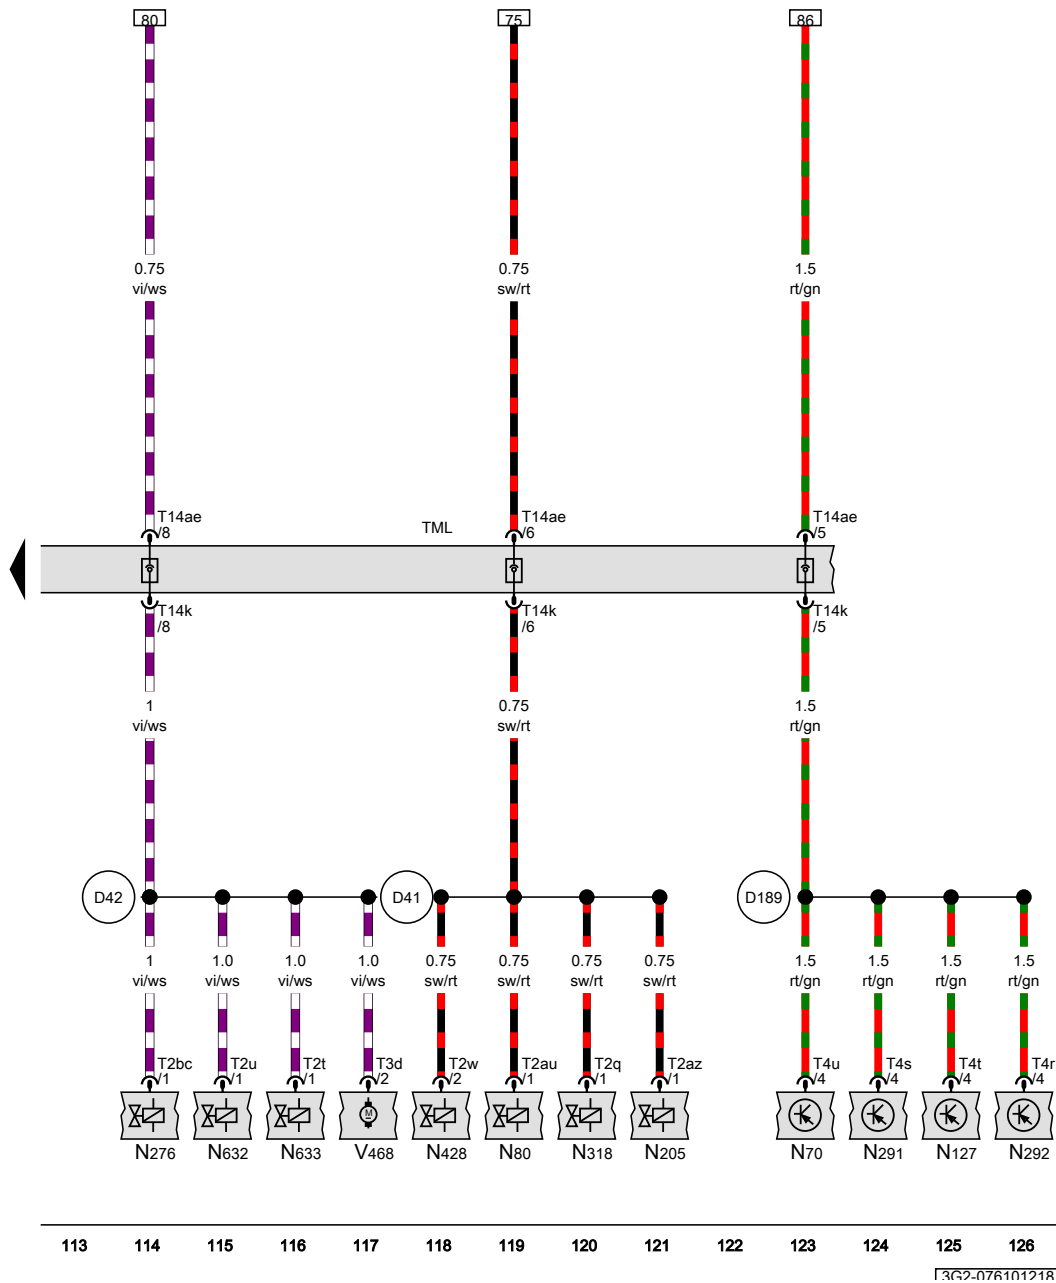 80 75 86
0.75 0.75 1.5
vi/ws sw/rt rt/gn
T14ae T14ae T14ae
/8 TML /6 /5
T14k T14k T14k
/8 /6 /5
1 0.75 1.5
vi/ws sw/rt rt/gn
D42 D41 D189
1 1.0 1.0 1.0 0.75 0.75 0.75 0.75 1.5 1.5 1.5 1.5
vi/ws vi/ws vi/ws vi/ws sw/rt sw/rt sw/rt sw/rt rt/gn rt/gn rt/gn rt/gn
T2bc T2u T2t T3d T2w T2au T2q T2az T4u T4s T4t T4r
/1 /1 /1 /2 /2 /1 /1 /1 /4 /4 /4 /4
M
N276 N632 N633 V468 N428 N80 N318 N205 N70 N291 N127 N292
113 114 115 116 117 118 119 120 121 122 123 124 125 126
3G2-076101218